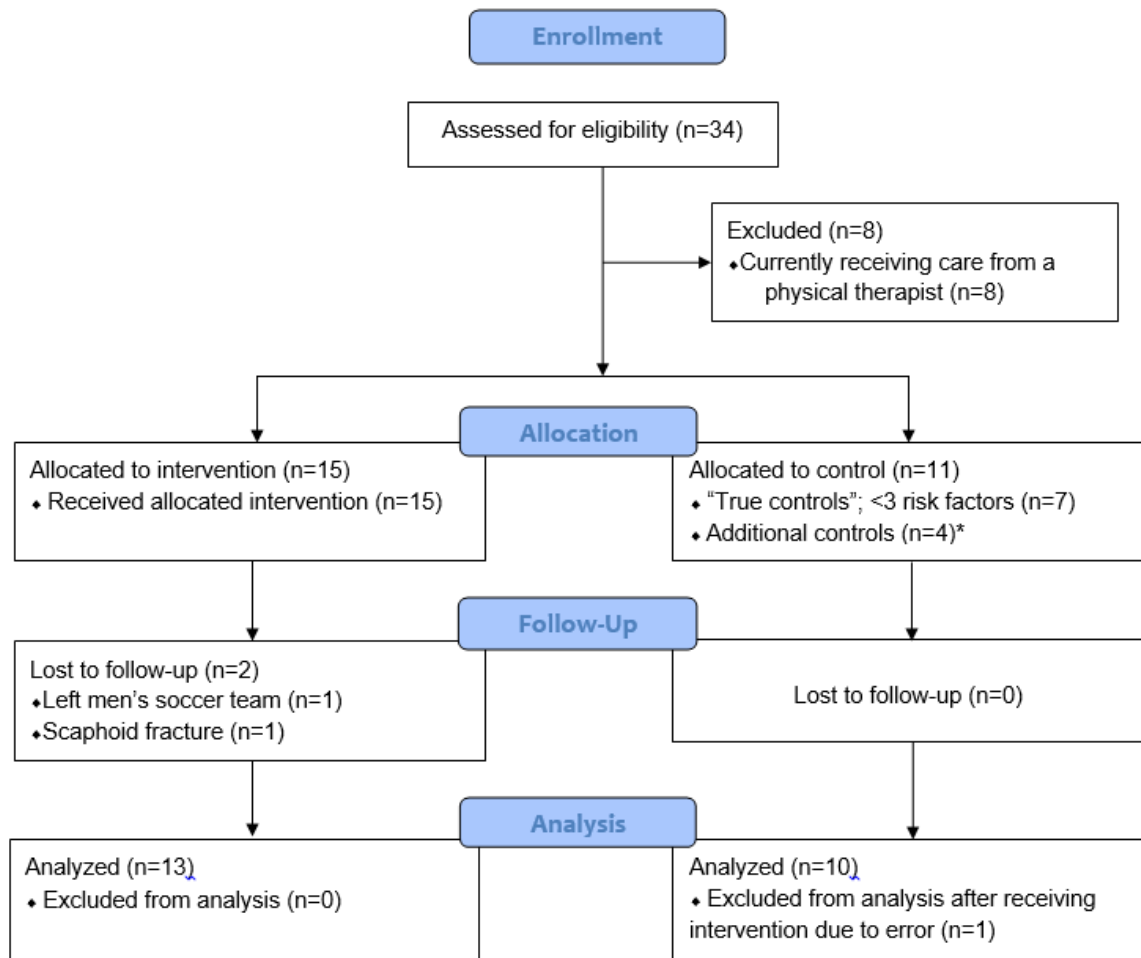 Enrollment
Assessed for eligibility (n=34)
Excluded (n=8)
⬥Currently receiving care from a
physical therapist (n=8)
Allocation
Allocated to intervention (n=15)
⬥ Received allocated intervention (n=15)
Allocated to control (n=11)
⬥ “True controls”; <3 risk factors (n=7)
⬥ Additional controls (n=4)*
Follow-Up
Lost to follow-up (n=2)
⬥Left men’s soccer team (n=1)
⬥Scaphoid fracture (n=1)
Lost to follow-up (n=0)
Analysis
Analyzed (n=13)
⬥ Excluded from analysis (n=0)
Analyzed (n=10)
⬥ Excluded from analysis after receiving
intervention due to error (n=1)